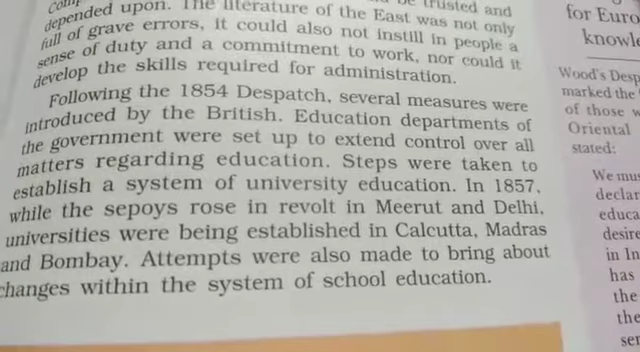 be trusted and
depended upon. The literature of the East was not only
full of grave errors, it could also not instill in people a
sense of duty and a commitment to work, nor could it
develop the skills required for administration.
Following the 1854 Despatch, several measures were
introduced by the British. Education departments of
the government were set up to extend control over all
matters regarding education. Steps were taken to
establish a system of university education. In 1857,
while the sepoys rose in revolt in Meerut and Delhi,
universities were being established in Calcutta, Madras
and Bombay. Attempts were also made to bring about
changes within the system of school education.
for Euro
knowle
Wood's Desp
marked the
of those w
Oriental
stated:
We mus
declar
educa
desire
in In
has
the
the
ser